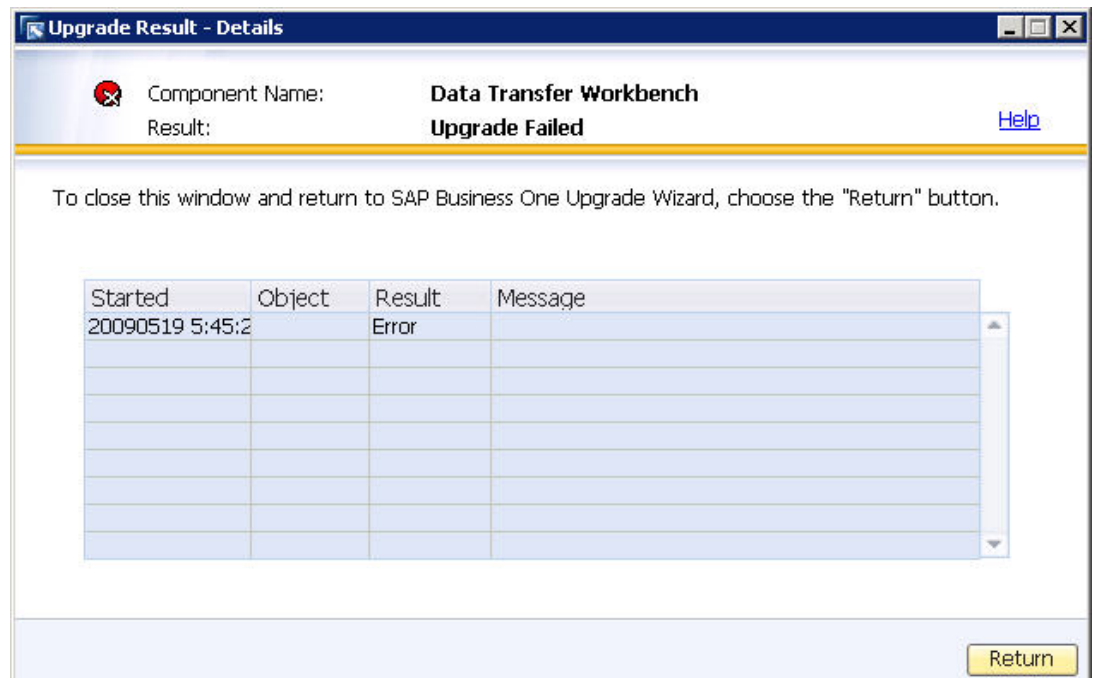 Upgrade Result - Details
Component Name: Data Transfer Workbench
Result: Upgrade Failed
Help
To close this window and return to SAP Business One Upgrade Wizard, choose the "Return" button.
Started Object Result Message
20090519 5:45:2 Error
Return